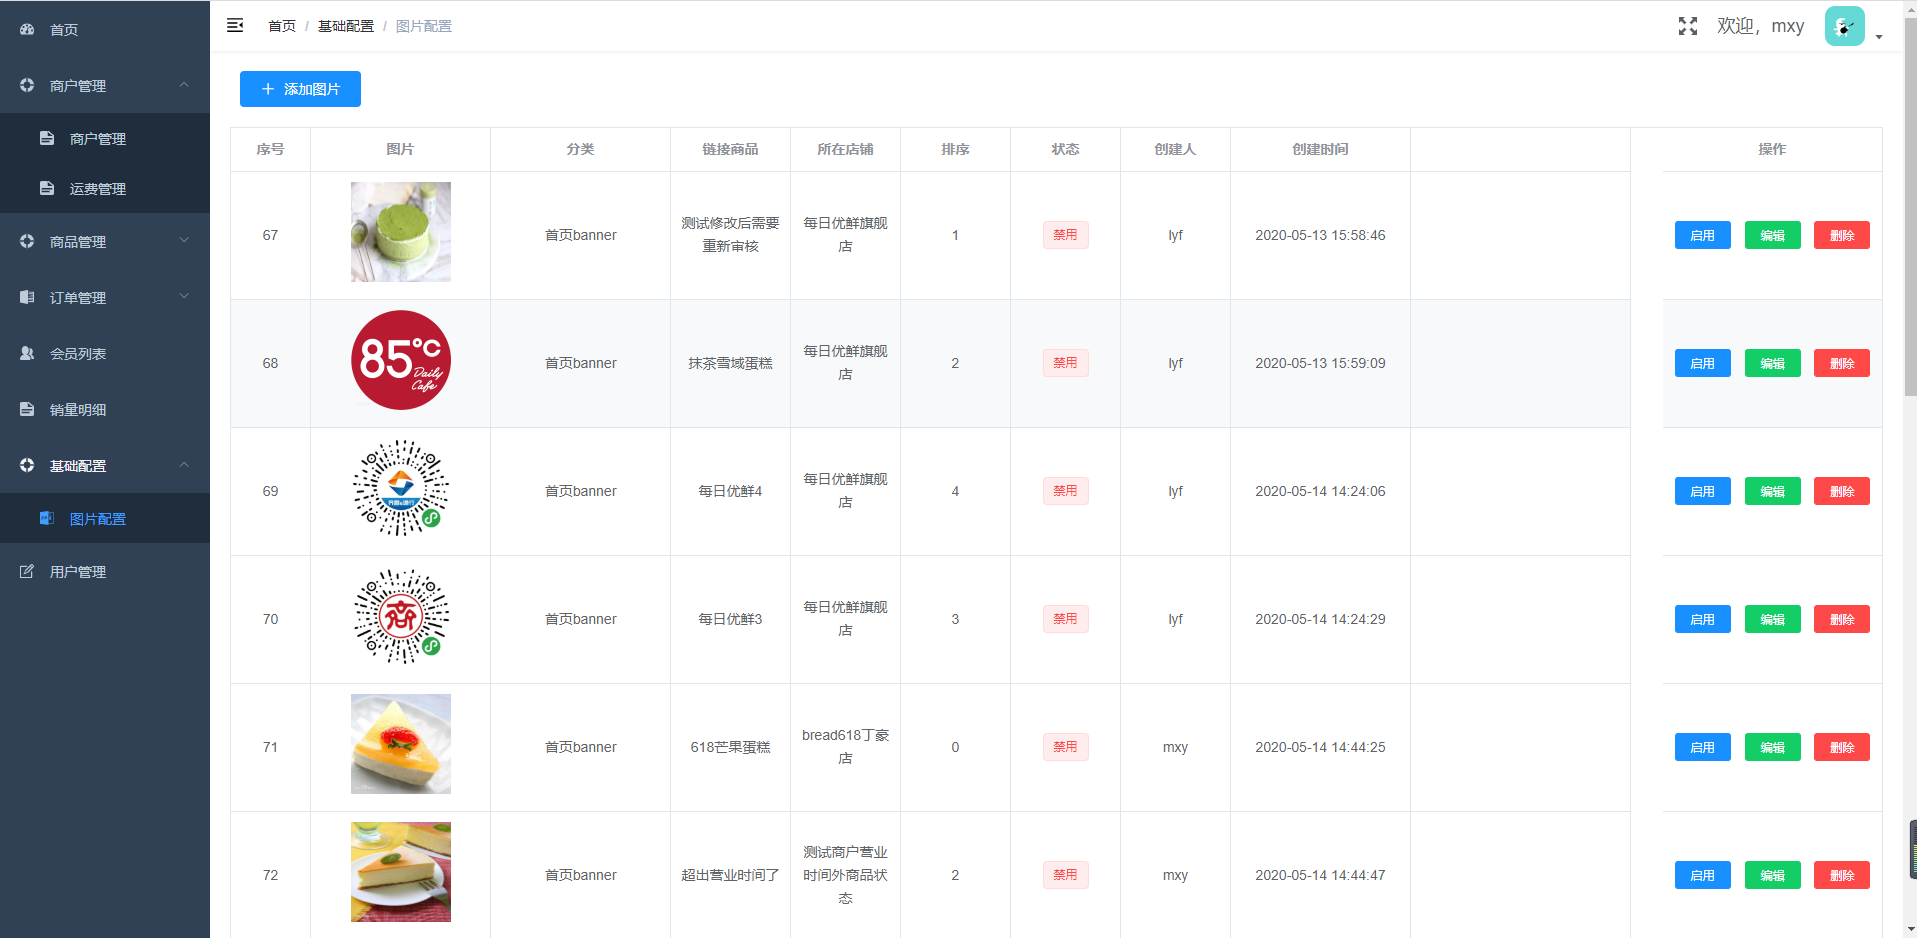 首页
商户管理
商户管理
运费管理
商品管理
订单管理
会员列表
销量明细
基础配置
图片配置
用户管理
首页 / 基础配置 / 图片配置
欢迎，mxy
添加图片
序号 图片 分类 链接商品 所在店铺 排序 状态 创建人 创建时间 操作
67 首页banner 测试修改后需要 每日优鲜旗舰 1 禁用 lyf 2020-05-13 15:58:46 启用 编辑 删除
重新审核 店
85°C
Daily
Cafe
68 首页banner 抹茶雪域蛋糕 每日优鲜旗舰 2 禁用 lyf 2020-05-13 15:59:09 启用 编辑 删除
店
69 首页banner 每日优鲜4 每日优鲜旗舰 4 禁用 lyf 2020-05-14 14:24:06 启用 编辑 删除
店
70 首页banner 每日优鲜3 每日优鲜旗舰 3 禁用 lyf 2020-05-14 14:24:29 启用 编辑 删除
店
71 首页banner 618芒果蛋糕 bread618丁豪 0 禁用 mxy 2020-05-14 14:44:25 启用 编辑 删除
店
72 首页banner 超出营业时间了 测试商户营业 2 禁用 mxy 2020-05-14 14:44:47 启用 编辑 删除
时间外商品状
态